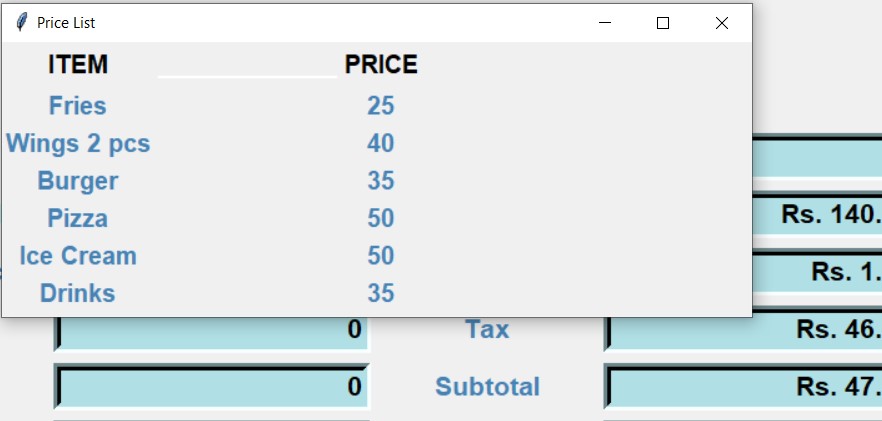 Price List
ITEM PRICE
Fries 25
Wings 2 pcs 40
Burger 35
Pizza 50
Ice Cream 50
Drinks 35
Rs. 140.
Rs. 1.
0 Tax Rs. 46.
0 Subtotal Rs. 47.